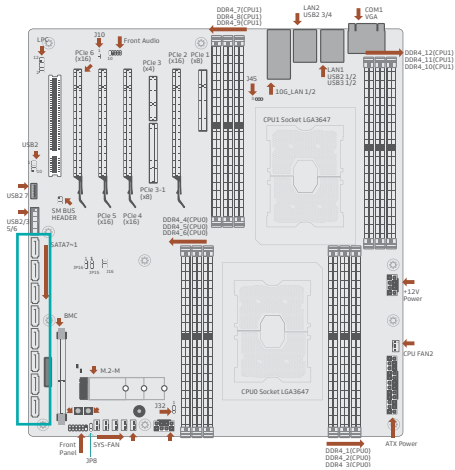 DDR4_7(CPU1)
DDR4_8(CPU1)
DDR4_9(CPU1)
LAN2
USB2 3/4
COM1
VGA
LPC
J10
Front Audio
PCIe 6
(x16)
PCIe 3
(x4)
PCIe 2
(x16)
PCIe 1
(x8)
J45
10G_LAN 1/2
LAN1
USB2 1/2
USB3 1/2
DDR4_12(CPU1)
DDR4_11(CPU1)
DDR4_10(CPU1)
CPU1 Socket LGA3647
USB2
USB2 7
USB2/3
5/6
SM BUS
HEADER
PCIe 5
(x16)
PCIe 4
(x16)
PCIe 3-1
(x8)
DDR4_4(CPU0)
DDR4_5(CPU0)
DDR4_6(CPU0)
SATA7~1
JP16
JP15
J16
BMC
M.2-M
J32
CPU0 Socket LGA3647
+12V
Power
CPU FAN2
Front
Panel
SYS-FAN
JP8
DDR4_1(CPU0)
DDR4_2(CPU0)
DDR4_3(CPU0)
ATX Power